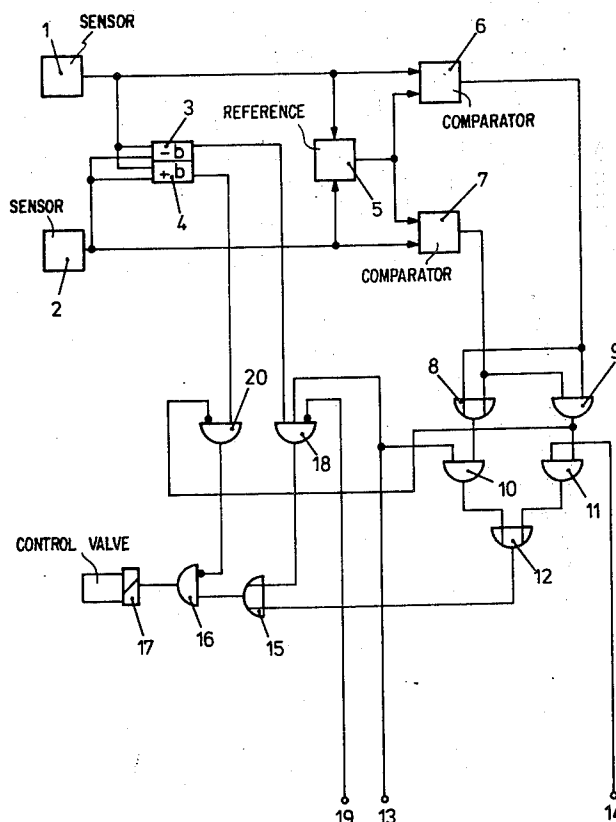 1
SENSOR
6
3
REFERENCE
COMPARATOR
- b
+ b
5
7
SENSOR
4
2
COMPARATOR
8
9
20
18
10
11
CONTROL VALVE
12
17
16
15
19
13
14